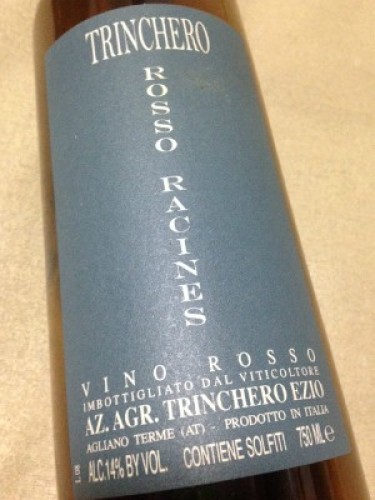 TRINCHERO
ROSSO RACINES
VINO ROSSO
IMBOTTIGLIATO DAL VITICOLTORE
AZ. AGR. TRINCHERO EZIO
AGLIANO TERME (AT) - PRODOTTO IN ITALIA
ALC.14% BY VOL. CONTIENE SOLFITI 750 ML e
L.08